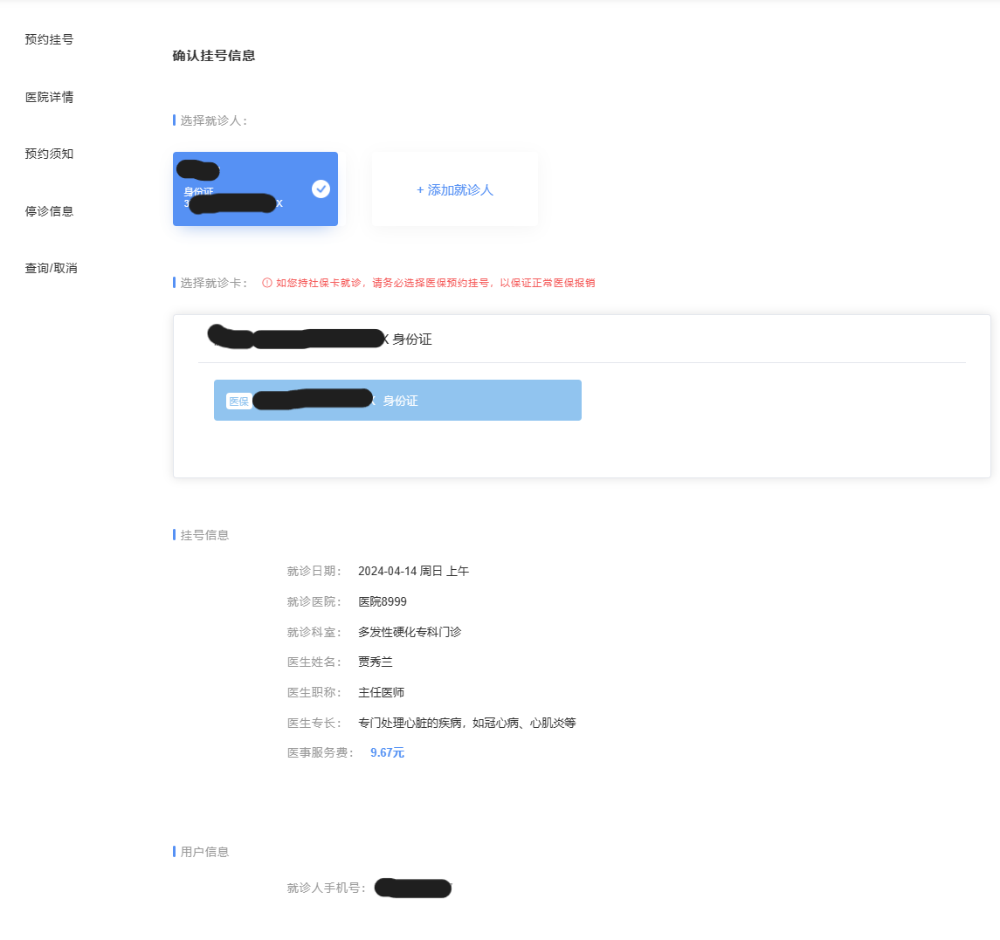 预约挂号
医院详情
预约须知
停诊信息
查询/取消
确认挂号信息
选择就诊人：
身份证
3 X
+ 添加就诊人
选择就诊卡： 如您持社保卡就诊，请务必选择医保预约挂号，以保证正常医保报销
X 身份证
医保 X 身份证
挂号信息
就诊日期： 2024-04-14 周日 上午
就诊医院： 医院8999
就诊科室： 多发性硬化专科门诊
医生姓名： 贾秀兰
医生职称： 主任医师
医生专长： 专门处理心脏的疾病，如冠心病、心肌炎等
医事服务费： 9.67元
用户信息
就诊人手机号：